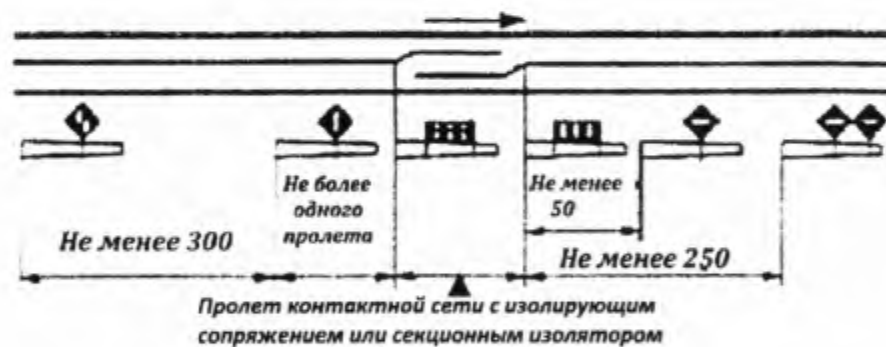 Не более
одного
пролета
Не менее
50
Не менее 300
Не менее 250
Пролет контактной сети с изолирующим
сопряжением или секционным изолятором